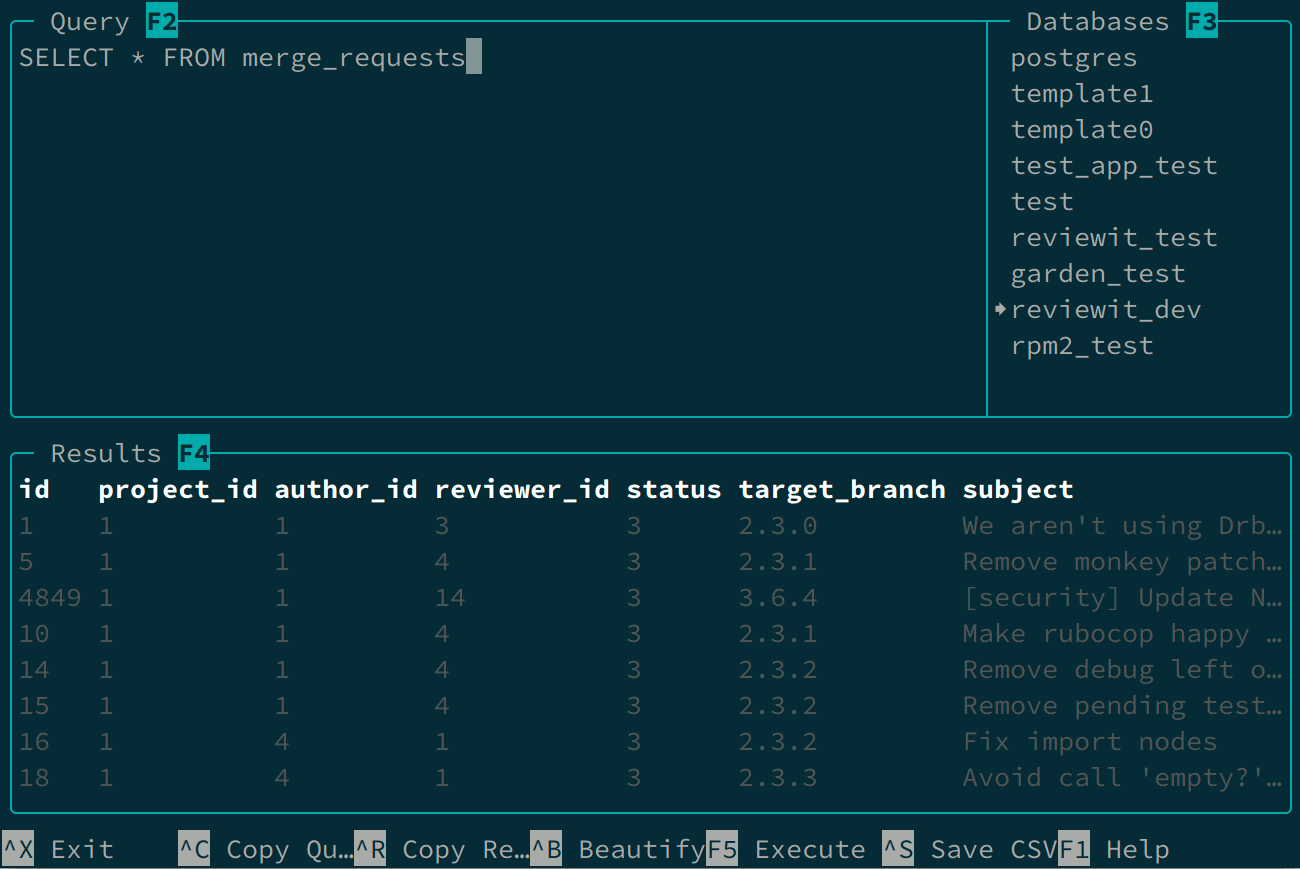 Query F2
SELECT * FROM merge_requests
Databases F3
postgres
template1
template0
test_app_test
test
reviewit_test
garden_test
reviewit_dev
rpm2_test
Results F4
id project_id author_id reviewer_id status target_branch subject
1 1 1 3 3 2.3.0 We aren't using Drb…
5 1 1 4 3 2.3.1 Remove monkey patch…
4849 1 1 14 3 3.6.4 [security] Update N…
10 1 1 4 3 2.3.1 Make rubocop happy …
14 1 1 4 3 2.3.2 Remove debug left o…
15 1 1 4 3 2.3.2 Remove pending test…
16 1 4 1 3 2.3.2 Fix import nodes
18 1 4 1 3 2.3.3 Avoid call 'empty?'…
^X Exit ^C Copy Qu… ^R Copy Re… ^B Beautify F5 Execute ^S Save CSV F1 Help